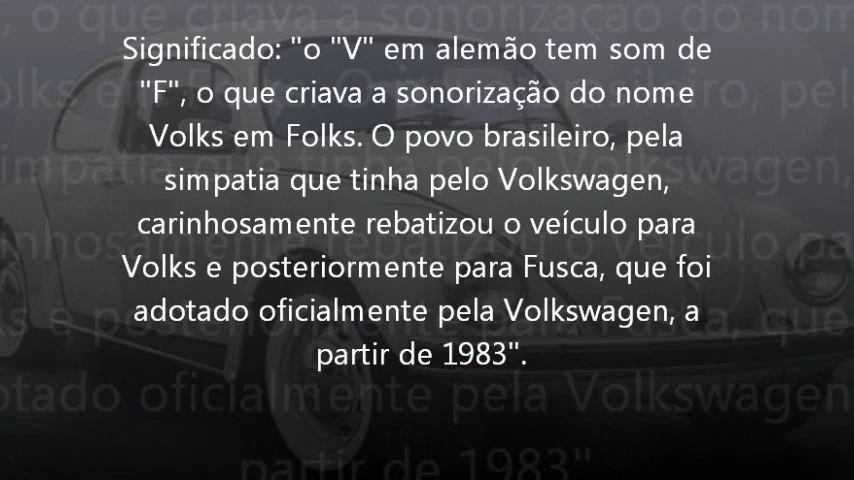 Significado: "o "V" em alemão tem som de
"F", o que criava a sonorização do nome
Volks em Folks. O povo brasileiro, pela
simpatia que tinha pelo Volkswagen,
carinhosamente rebatizou o veículo para
Volks e posteriormente para Fusca, que foi
adotado oficialmente pela Volkswagen, a
partir de 1983".